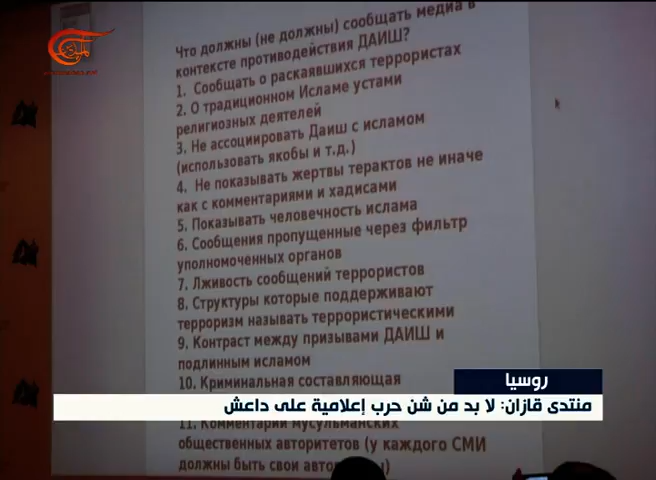 الميادين
Что должны (не должны) сообщать медиа в
контексте противодействия ДАИШ?
1. Сообщать о раскаявшихся террористах
2. О традиционном Исламе устами
религиозных деятелей
3. Не ассоциировать Даиш с исламом
(использовать якобы и т.д.)
4. Не показывать жертвы терактов не иначе
как с комментариями и хадисами
5. Показывать человечность ислама
6. Сообщения пропущенные через фильтр
уполномоченных органов
7. Лживость сообщений террористов
8. Структуры которые поддерживают
терроризм называть террористическими
9. Контраст между призывами ДАИШ и
подлинным исламом
10. Криминальная составляющая
روسيا
منتدى قازان: لا بد من شن حرب إعلامية على داعش
11. Комментарии мусульманских
общественных авторитетов (у каждого СМИ
должны быть свои